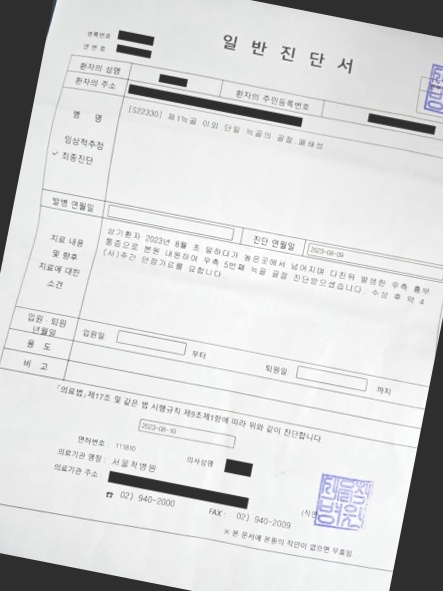 등록번호
연 번 호
일 반 진 단 서
환자의 성명
환자의 주민등록번호
환자의 주소
병 명
[S22330] 제1늑골 이외 단일 늑골의 골절,폐쇄성
임상적추정
✓ 최종진단
발병 연월일
진단 연월일
2023-08-09
치료 내용
및 향후
치료에 대한
소견
상기환자 2023년 8월 초 일하다가 높은곳에서 넘어지며 다친뒤 발생한 우측 흉부
통증으로 본원 내원하여 우측 5번째 늑골 골절 진단받으셨습니다. 수상 후 약 4
(사)주간 안정가료를 요합니다.
입원 · 퇴원
년월일
입원일
부터
퇴원일
까지
용 도
비 고
「의료법」제17조 및 같은 법 시행규칙 제9조제1항에 따라 위와 같이 진단합니다
2023-08-10
면허번호 : 111810
의료기관 명칭 : 서울척병원
의사성명
의료기관 주소 :
☎ 02) 940-2000
FAX : 02) 940-2009
(직인
※ 본 문서에 본원의 직인이 없으면 무효임